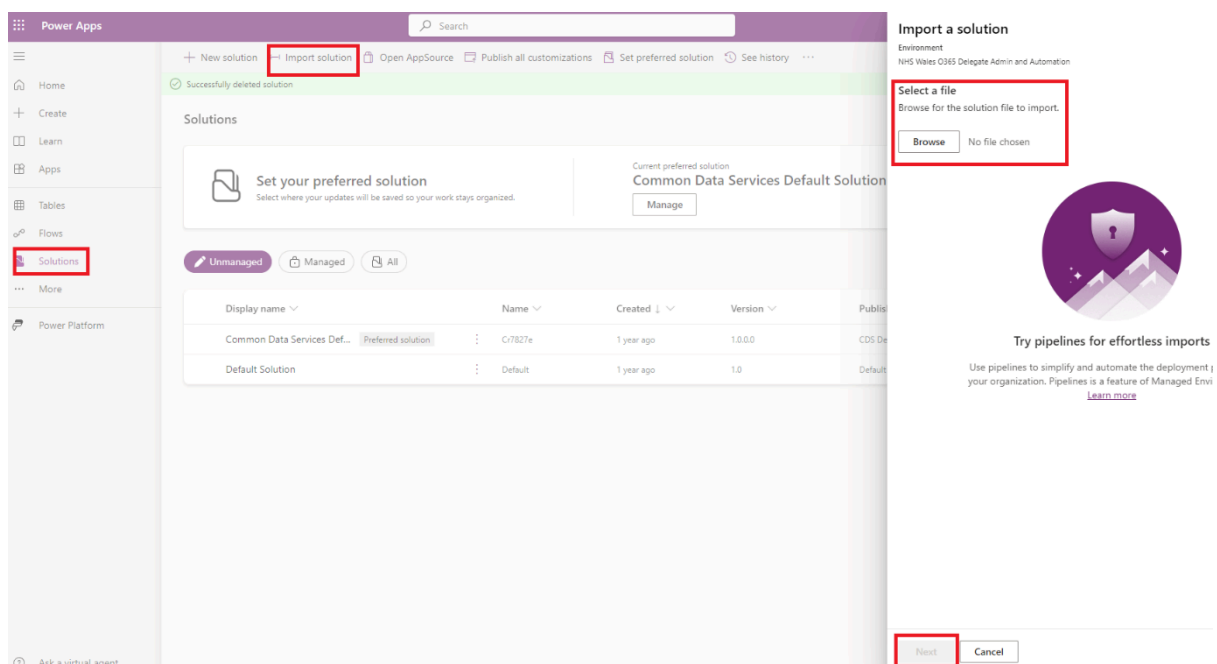 Power Apps
Search
New solution
Import solution
Open AppSource
Publish all customizations
Set preferred solution
See history
Successfully deleted solution
Home
Create
Learn
Apps
Tables
Flows
Solutions
More
Power Platform
Ask a virtual agent
Solutions
Set your preferred solution
Select where your updates will be saved so your work stays organized.
Current preferred solution
Common Data Services Default Solution
Manage
Unmanaged
Managed
All
Display name
Name
Created
Version
Publis
Common Data Services Def... Preferred solution
Cr7827e
1 year ago
1.0.0.0
CDS De
Default Solution
Default
1 year ago
1.0
Default
Import a solution
Environment
NHS Wales O365 Delegate Admin and Automation
Select a file
Browse for the solution file to import.
Browse
No file chosen
Try pipelines for effortless imports
Use pipelines to simplify and automate the deployment
your organization. Pipelines is a feature of Managed Envi
Learn more
Next
Cancel